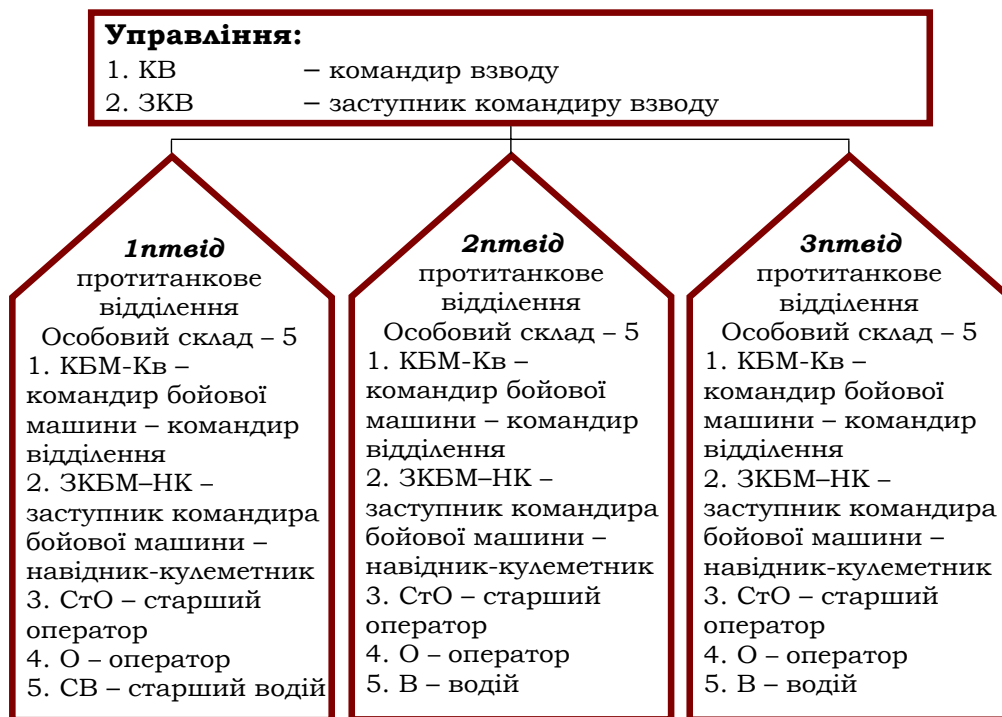 Управління:
1. КВ – командир взводу
2. ЗКВ – заступник командиру взводу
1птвід
протитанкове
відділення
Особовий склад – 5
1. КБМ-Кв –
командир бойової
машини – командир
відділення
2. ЗКБМ–НК –
заступник командира
бойової машини –
навідник-кулеметник
3. СтО – старший
оператор
4. О – оператор
5. СВ – старший водій
2птвід
протитанкове
відділення
Особовий склад – 5
1. КБМ-Кв –
командир бойової
машини – командир
відділення
2. ЗКБМ–НК –
заступник командира
бойової машини –
навідник-кулеметник
3. СтО – старший
оператор
4. О – оператор
5. В – водій
3птвід
протитанкове
відділення
Особовий склад – 5
1. КБМ-Кв –
командир бойової
машини – командир
відділення
2. ЗКБМ–НК –
заступник командира
бойової машини –
навідник-кулеметник
3. СтО – старший
оператор
4. О – оператор
5. В – водій